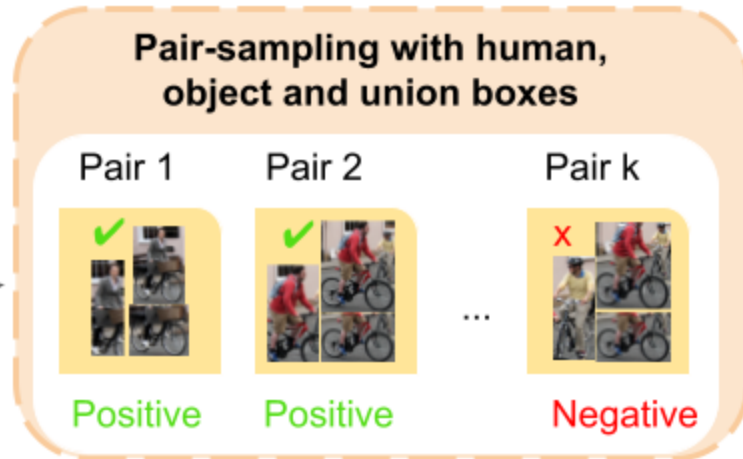 Pair-sampling with human,
object and union boxes
Pair 1
Pair 2
Pair k
✔
✔
x
...
Positive
Positive
Negative